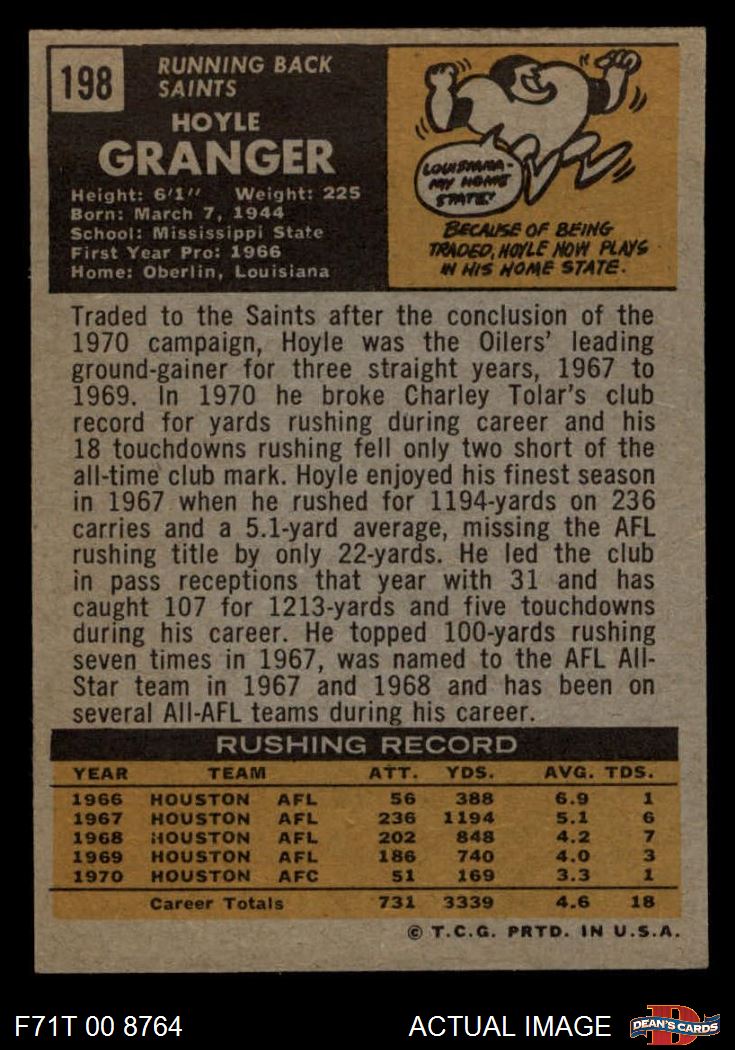 198
RUNNING BACK
SAINTS
HOYLE
GRANGER
Height: 6'1" Weight: 225
Born: March 7, 1944
School: Mississippi State
First Year Pro: 1966
Home: Oberlin, Louisiana
LOUISIANA-
MY HOME
STATE!
BECAUSE OF BEING
TRADED, HOYLE NOW PLAYS
IN HIS HOME STATE.
Traded to the Saints after the conclusion of the
1970 campaign, Hoyle was the Oilers' leading
ground-gainer for three straight years, 1967 to
1969. In 1970 he broke Charley Tolar's club
record for yards rushing during career and his
18 touchdowns rushing fell only two short of the
all-time club mark. Hoyle enjoyed his finest season
in 1967 when he rushed for 1194-yards on 236
carries and a 5.1-yard average, missing the AFL
rushing title by only 22-yards. He led the club
in pass receptions that year with 31 and has
caught 107 for 1213-yards and five touchdowns
during his career. He topped 100-yards rushing
seven times in 1967, was named to the AFL All-
Star team in 1967 and 1968 and has been on
several All-AFL teams during his career.
RUSHING RECORD
YEAR TEAM ATT. YDS. AVG. TDS.
1966 HOUSTON AFL 56 388 6.9 1
1967 HOUSTON AFL 236 1194 5.1 6
1968 HOUSTON AFL 202 848 4.2 7
1969 HOUSTON AFL 186 740 4.0 3
1970 HOUSTON AFC 51 169 3.3 1
Career Totals 731 3339 4.6 18
© T.C.G. PRTD. IN U.S.A.
F71T 00 8764 ACTUAL IMAGE D DEAN'S CARDS